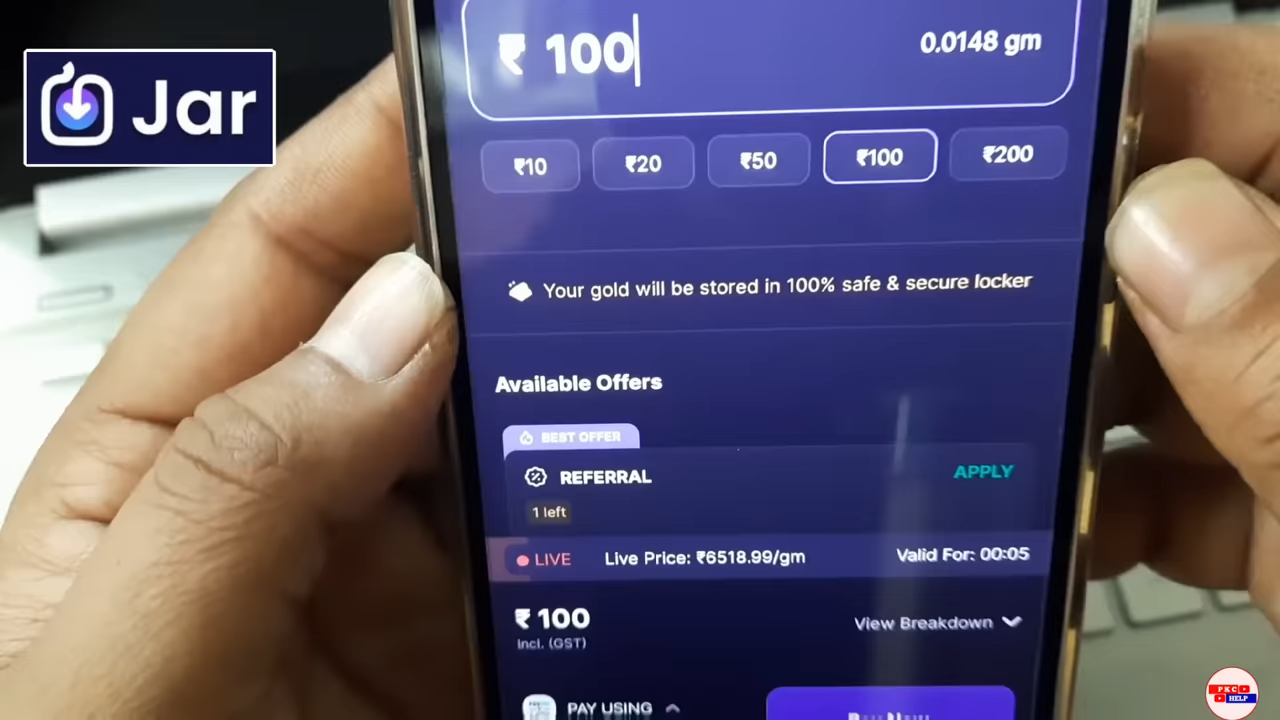 Jar
₹ 100
0.0148 gm
₹10
₹20
₹50
₹100
₹200
Your gold will be stored in 100% safe & secure locker
Available Offers
BEST OFFER
REFERRAL
APPLY
1 left
LIVE
Live Price: ₹6518.99/gm
Valid For: 00:05
₹ 100
View Breakdown
Incl. (GST)
PAY USING
PKC
HELP